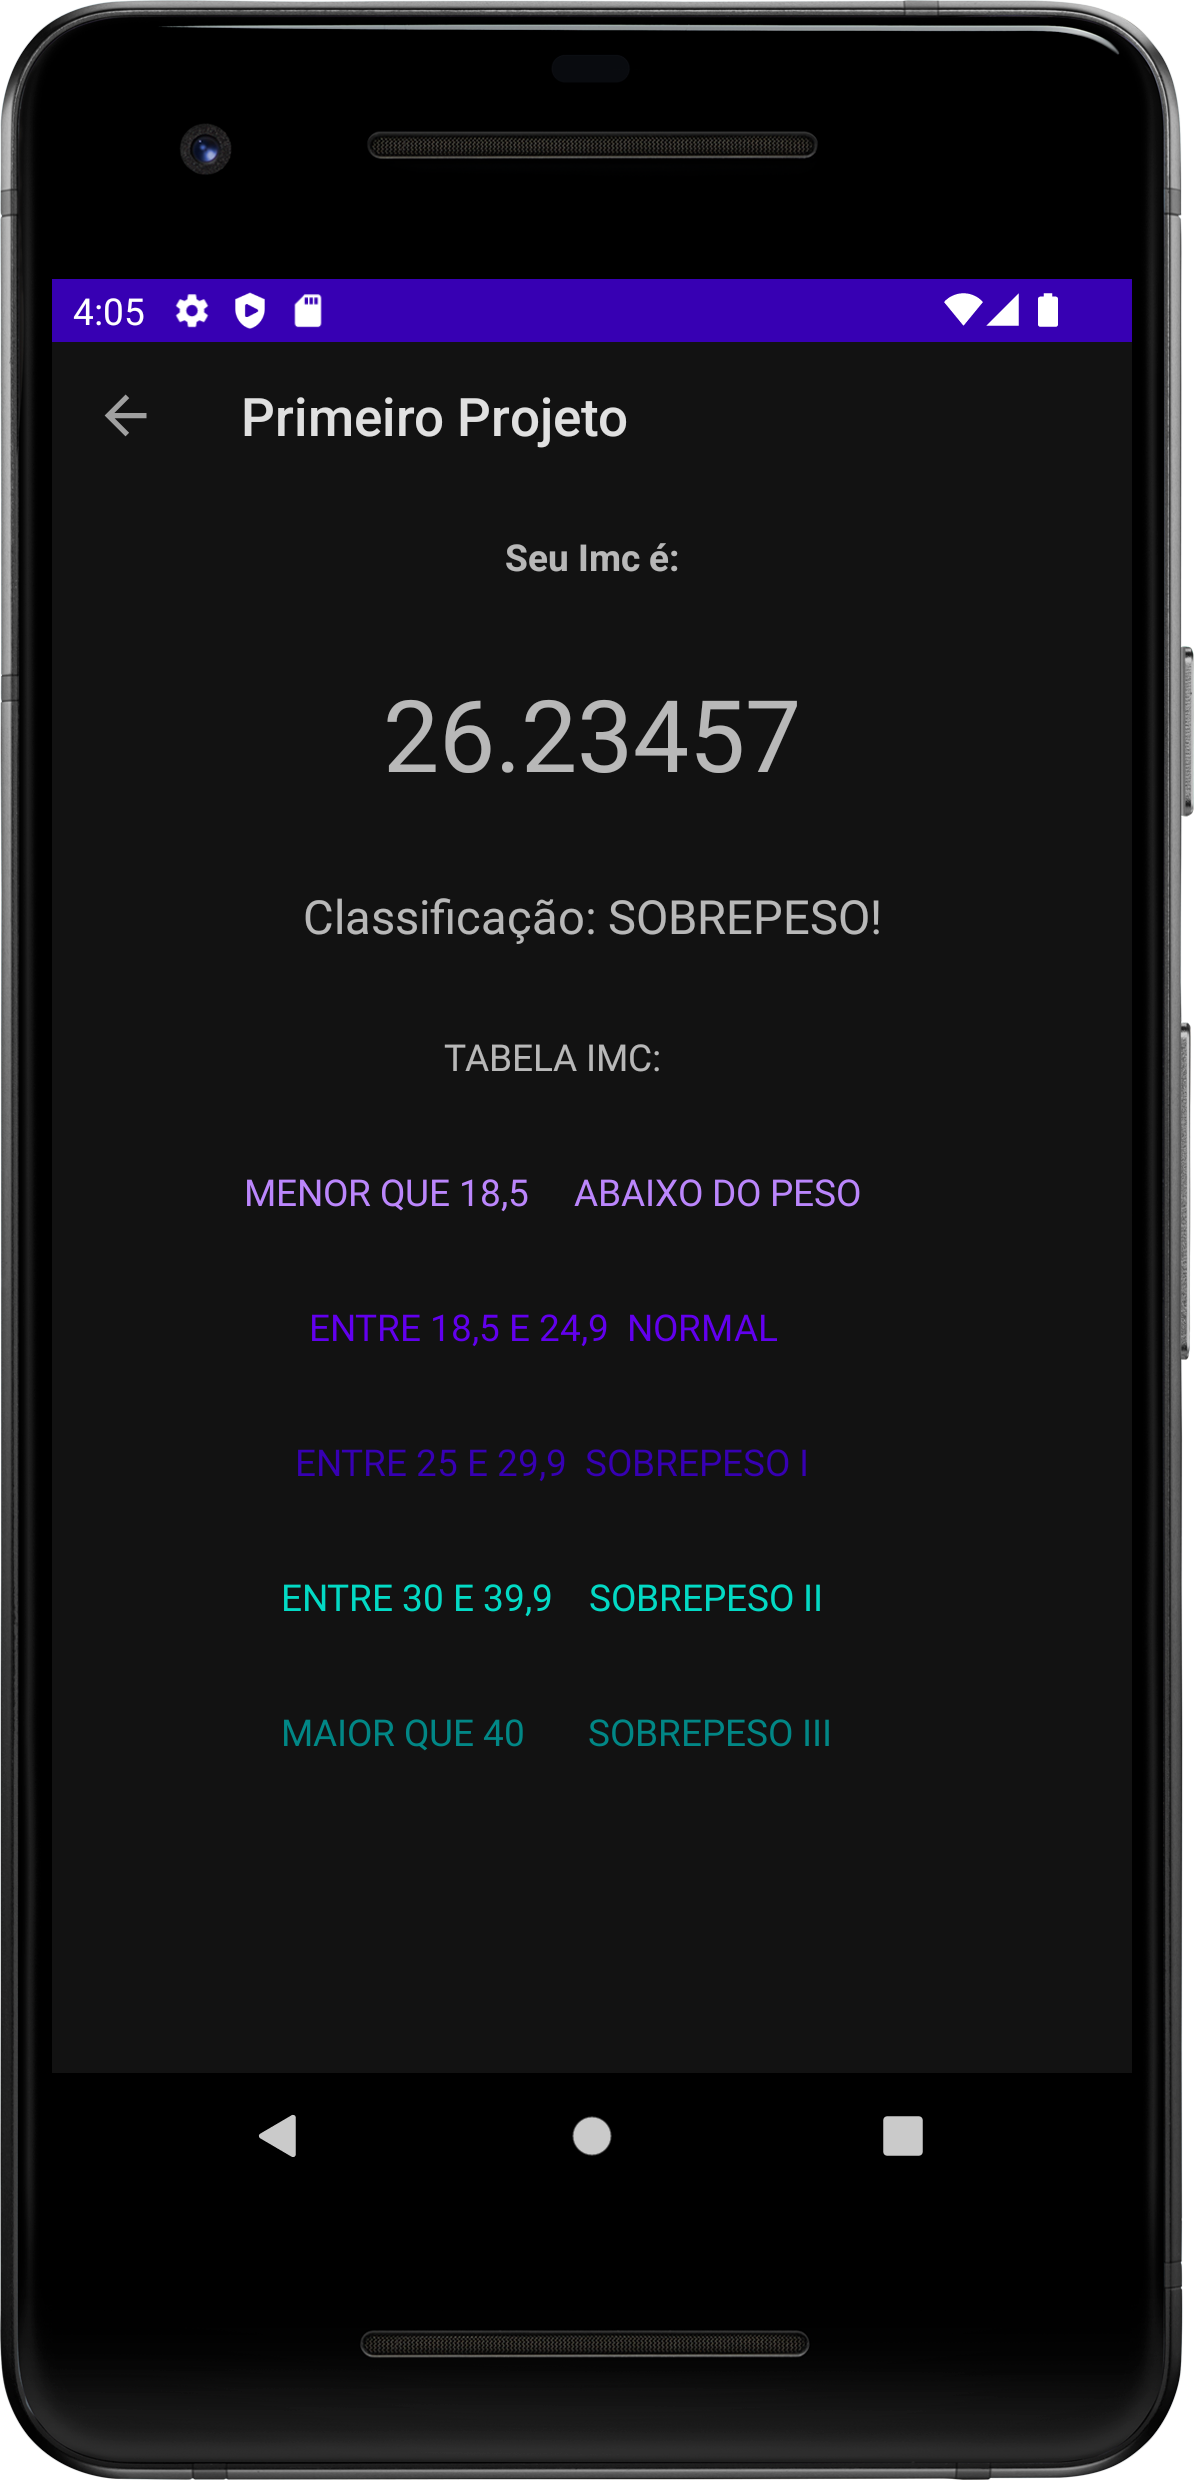 4:05
Primeiro Projeto
Seu Imc é:
26.23457
Classificação: SOBREPESO!
TABELA IMC:
MENOR QUE 18,5 ABAIXO DO PESO
ENTRE 18,5 E 24,9 NORMAL
ENTRE 25 E 29,9 SOBREPESO I
ENTRE 30 E 39,9 SOBREPESO II
MAIOR QUE 40 SOBREPESO III